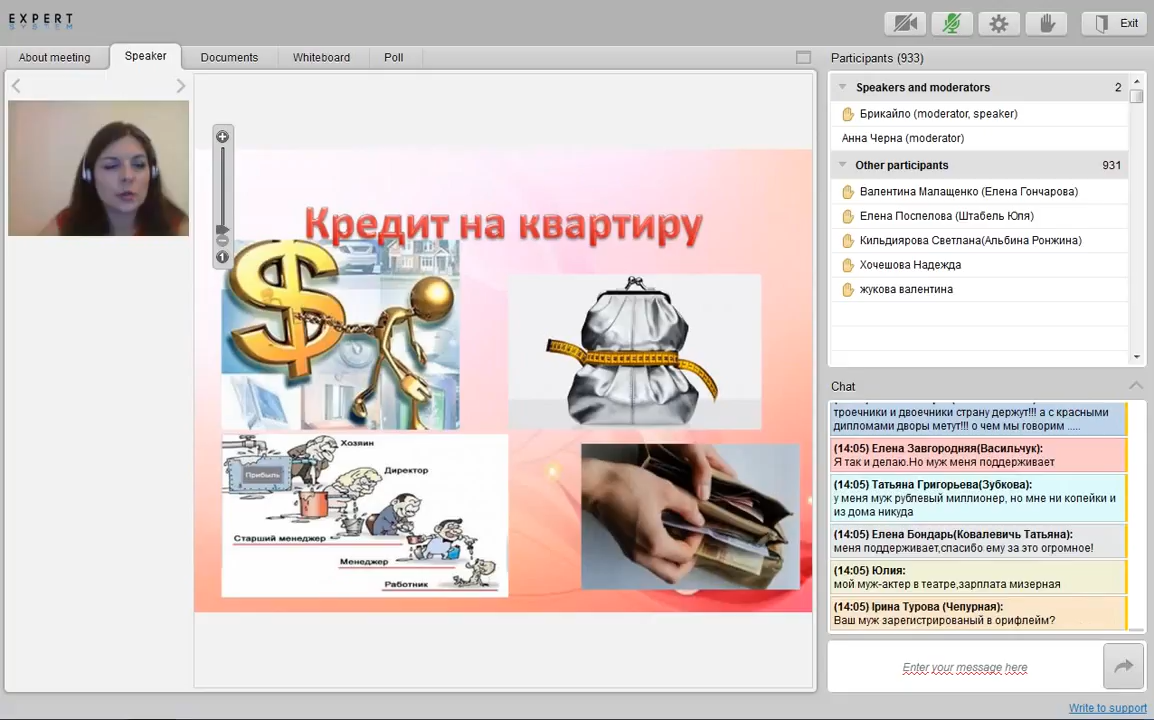 EXPERT
SYSTEM
Exit
About meeting
Speaker
Documents
Whiteboard
Poll
Participants (933)
Speakers and moderators 2
Брикайло (moderator, speaker)
Анна Черна (moderator)
Other participants 931
Валентина Малащенко (Елена Гончарова)
Елена Поспелова (Штабель Юля)
Кильдиярова Светлана(Альбина Ронжина)
Хочешова Надежда
жукова валентина
Кредит на квартиру
Хозяин
Прибыль
Директор
Старший менеджер
Менеджер
Работник
Chat
троечники и двоечники страну держут!!! а с красными
дипломами дворы метут!!! о чем мы говорим .....
(14:05) Елена Завгородняя(Васильчук):
Я так и делаю.Но муж меня поддерживает
(14:05) Татьяна Григорьева(Зубкова):
у меня муж рублевый миллионер, но мне ни копейки и
из дома никуда
(14:05) Елена Бондарь(Ковалевичь Татьяна):
меня поддерживает,спасибо ему за это огромное!
(14:05) Юлия:
мой муж-актер в театре,зарплата мизерная
(14:05) Ірина Турова (Чепурная):
Ваш муж зарегистрированый в орифлейм?
Enter your message here
Write to support